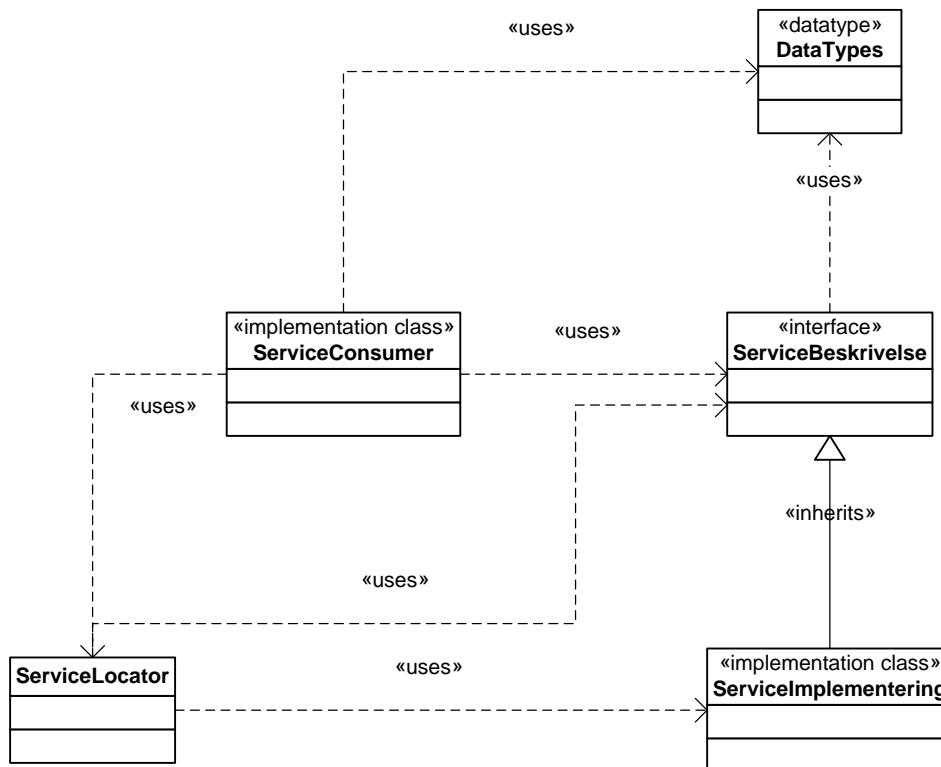 «uses»
«datatype»
DataTypes
«uses»
«implementation class»
ServiceConsumer
«uses»
«interface»
ServiceBeskrivelse
«uses»
«inherits»
«uses»
ServiceLocator
«uses»
«implementation class»
ServiceImplementering